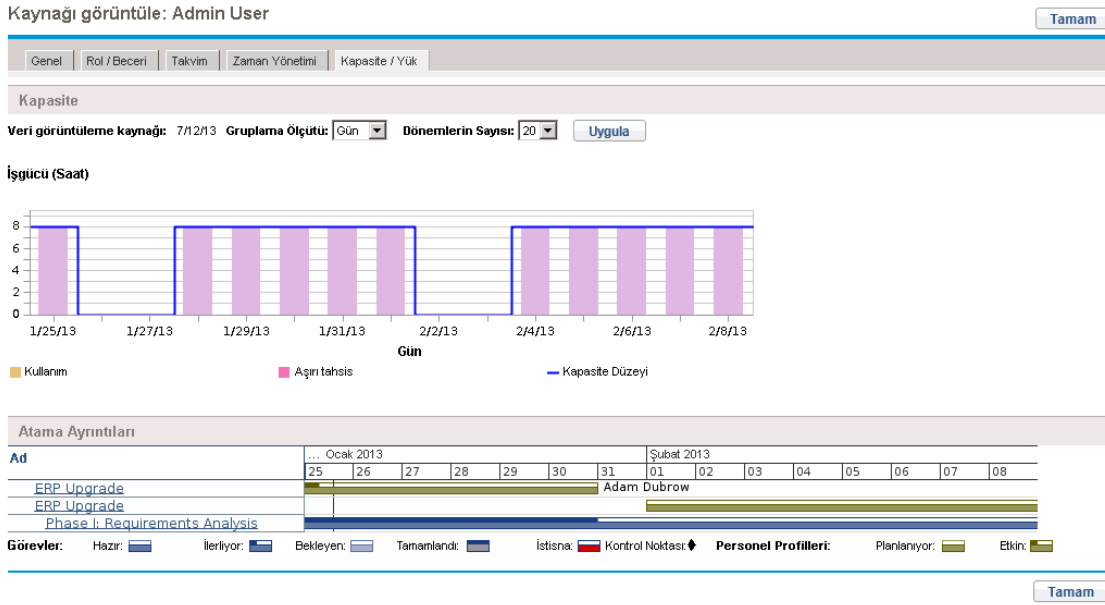 Kaynağı görüntüle: Admin User
Tamam
Genel Rol / Beceri Takvim Zaman Yönetimi Kapasite / Yük
Kapasite
Veri görüntüleme kaynağı: 7/12/13 Gruplama Ölçütü: Gün Dönemlerin Sayısı: 20 Uygula
İşgücü (Saat)
8
6
4
2
0
1/25/13 1/27/13 1/29/13 1/31/13 2/2/13 2/4/13 2/6/13 2/8/13
Gün
Kullanım Aşırı tahsis Kapasite Düzeyi
Atama Ayrıntıları
Ad ... Ocak 2013 Şubat 2013
25 26 27 28 29 30 31 01 02 03 04 05 06 07 08
ERP Upgrade Adam Dubrow
ERP Upgrade
Phase I: Requirements Analysis
Görevler: Hazır: İlerliyor: Bekleyen: Tamamlandı: İstisna: Kontrol Noktası: Personel Profilleri: Planlanıyor: Etkin:
Tamam